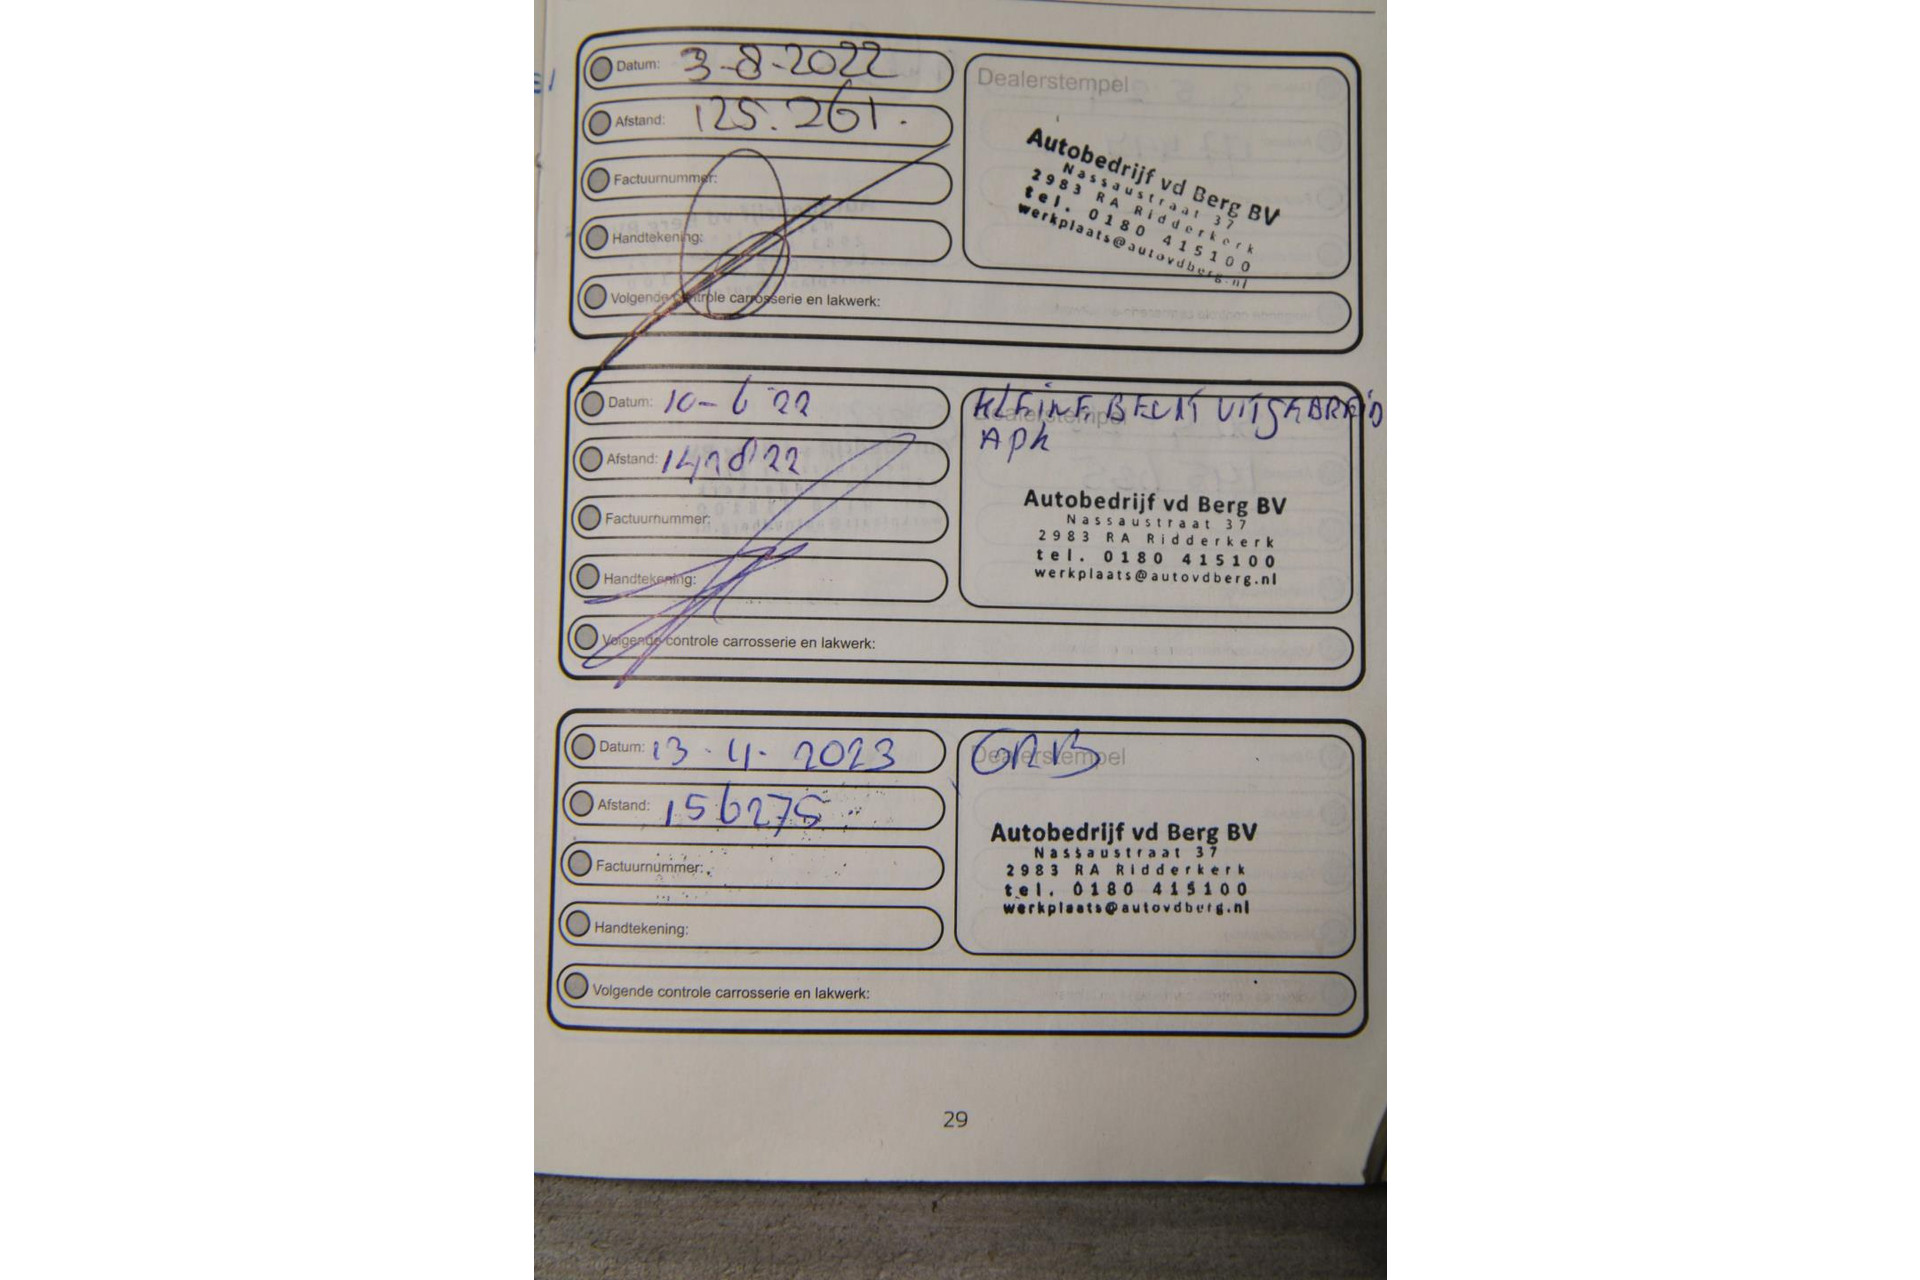 Datum: 3-8-2022
Afstand: 125.261.
Factuurnummer:
Handtekening:
Volgende controle carrosserie en lakwerk:
Dealerstempel
Autobedrijf vd Berg BV
Nassaustraat 37
2983 RA Ridderkerk
tel. 0180 415100
werkplaats@autovdberg.nl
Datum: 10-6 22
Afstand:
Factuurnummer:
Handtekening:
Volgende controle carrosserie en lakwerk:
KLEINE BEURT
APK
Dealerstempel
Autobedrijf vd Berg BV
Nassaustraat 37
2983 RA Ridderkerk
tel. 0180 415100
werkplaats@autovdberg.nl
Datum: 13-4-2023
Afstand: 156275
Factuurnummer:
Handtekening:
Volgende controle carrosserie en lakwerk:
Dealerstempel
Autobedrijf vd Berg BV
Nassaustraat 37
2983 RA Ridderkerk
tel. 0180 415100
werkplaats@autovdberg.nl
29